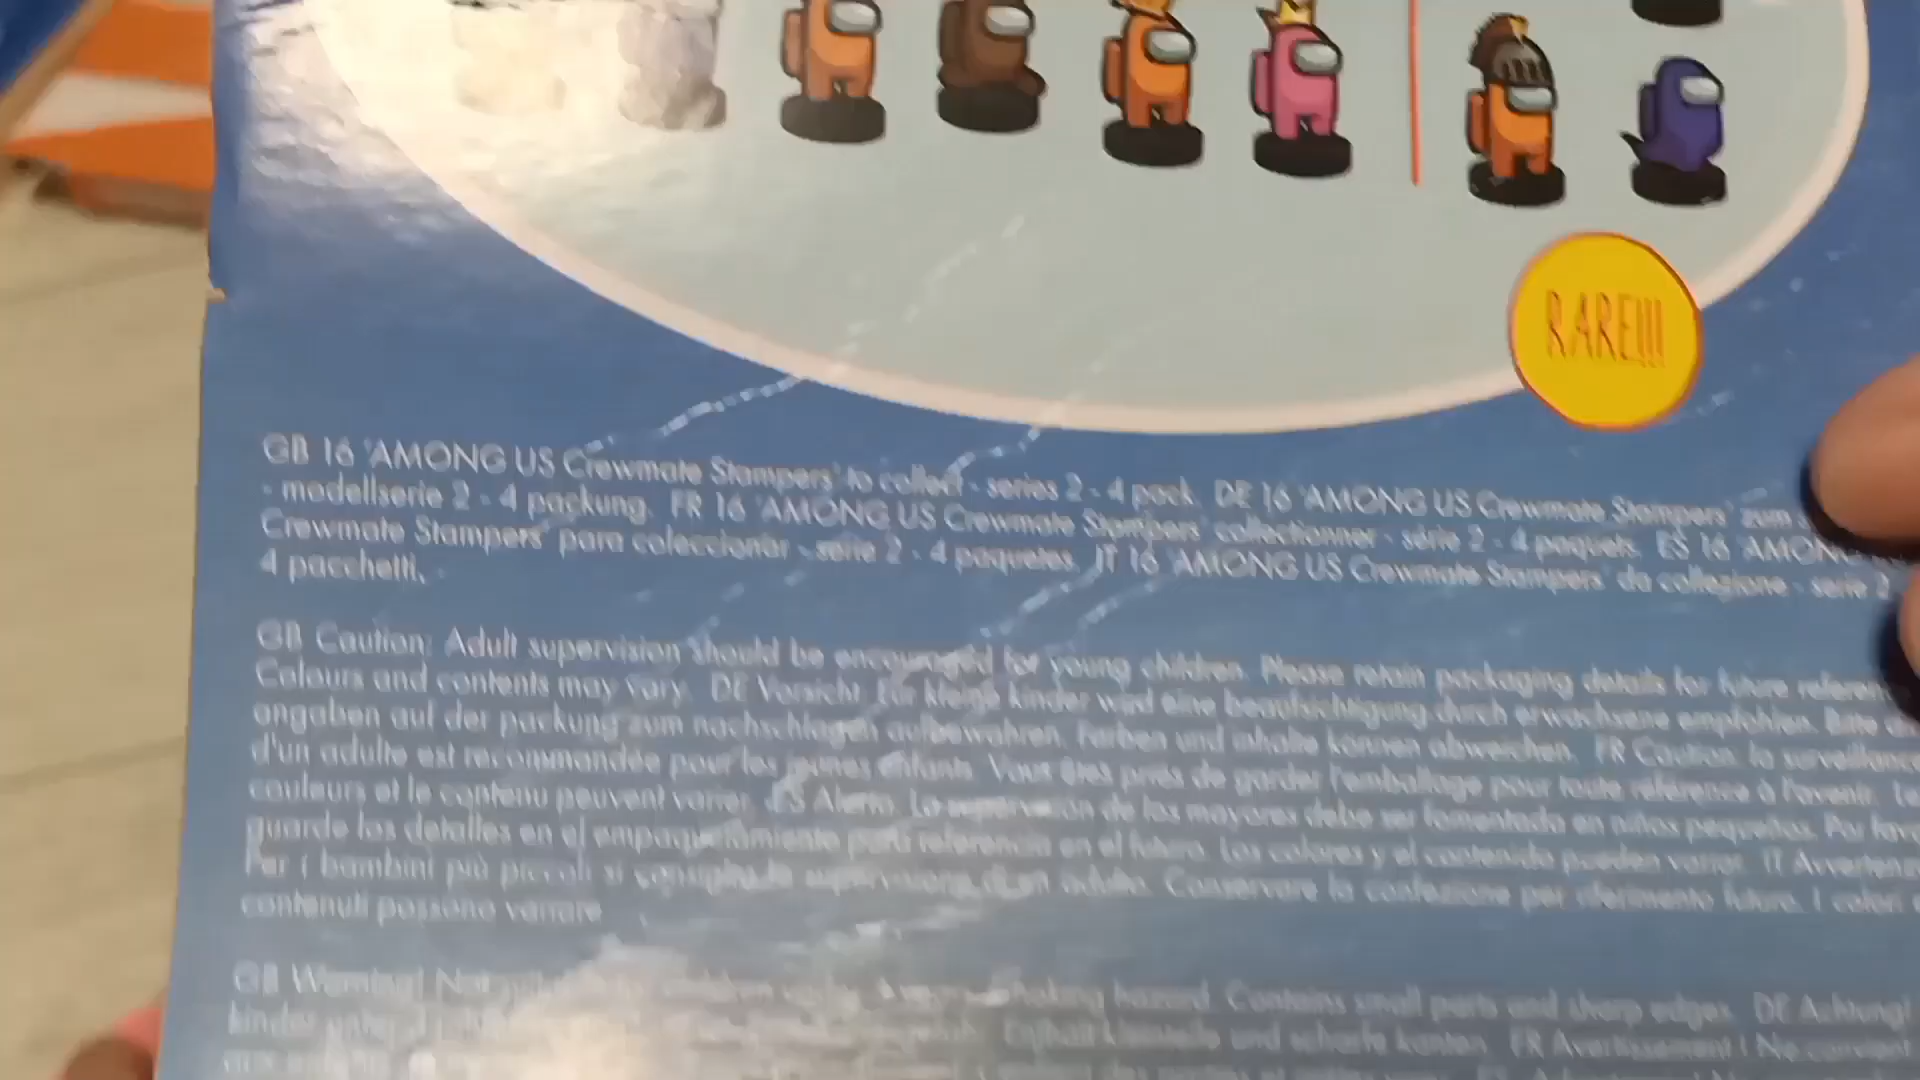 RARE!!!
GB 16 'AMONG US Crewmate Stampers' to collect - series 2 - 4 pack. DE 16 'AMONG US Crewmate Stampers' zum
- modellserie 2 - 4 packung. FR 16 'AMONG US Crewmate Stampers' collectionner - série 2 - 4 paquets. ES 16 'AMONG
Crewmate Stampers' para coleccionar - serie 2 - 4 paquetes. IT 16 'AMONG US Crewmate Stampers' da collezione - serie 2
4 pacchetti.
GB Caution: Adult supervision should be encouraged for young children. Please retain packaging details for future
Colours and contents may vary. DE Vorsicht: Für kleine kinder wird eine beaufsichtigung durch erwachsene empfohlen. Bitte
angaben auf der packung zum nachschlagen aufbewahren. Farben und inhalte können abweichen. FR Caution: la surveillance
d'un adulte est recommandée pour les jeunes enfants. Vous êtes priés de garder l'emballage pour toute référence à l'avenir. Les
couleurs et le contenu peuvent varier. ES Alerta: La supervisión de los mayores debe ser fomentada en niños pequeños. Por favor
guarde los detalles en el empaquetamiento para referencia en el futuro. Los colores y el contenido pueden variar. IT Avvertenza
Per i bambini più piccoli si consiglia la supervisione di un adulto. Conservare la confezione per riferimento futuro. I colori e
contenuti possono variare.
GB Warning! Not hazard. Contains small parts and sharp edges. DE Achtung!
kinder Enthält kleinteile und scharfe kanten. FR Avertissement! Ne convient